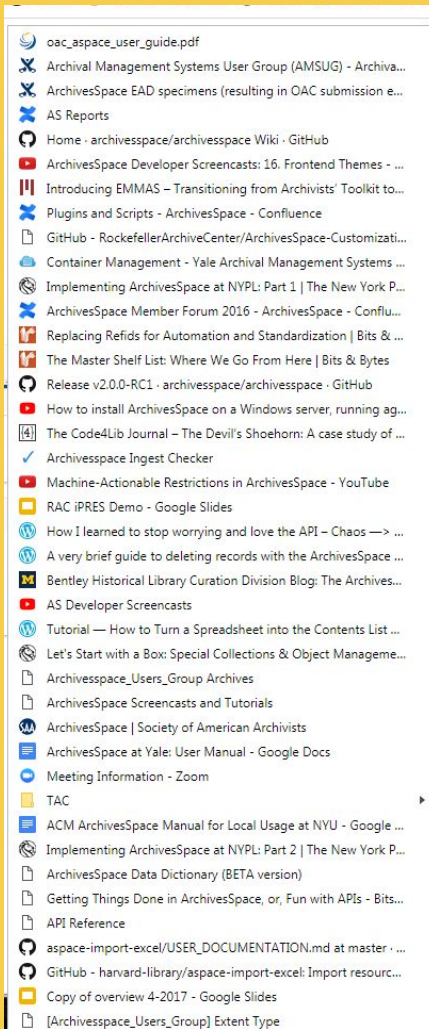 oac_aspace_user_guide.pdf
Archival Management Systems User Group (AMSUG) - Archiva...
ArchivesSpace EAD specimens (resulting in OAC submission e...
AS Reports
Home · archivesspace/archivesspace Wiki · GitHub
ArchivesSpace Developer Screencasts: 16. Frontend Themes - ...
Introducing EMMAS – Transitioning from Archivists' Toolkit to...
Plugins and Scripts - ArchivesSpace - Confluence
GitHub - RockefellerArchiveCenter/ArchivesSpace-Customizati...
Container Management - Yale Archival Management Systems ...
Implementing ArchivesSpace at NYPL: Part 1 | The New York P...
ArchivesSpace Member Forum 2016 - ArchivesSpace - Conflu...
Replacing Refids for Automation and Standardization | Bits & ...
The Master Shelf List: Where We Go From Here | Bits & Bytes
Release v2.0.0-RC1 · archivesspace/archivesspace · GitHub
How to install ArchivesSpace on a Windows server, running ag...
{4} The Code4Lib Journal – The Devil's Shoehorn: A case study of ...
Archivesspace Ingest Checker
Machine-Actionable Restrictions in ArchivesSpace - YouTube
RAC iPRES Demo - Google Slides
How I learned to stop worrying and love the API – Chaos —> ...
A very brief guide to deleting records with the ArchivesSpace ...
M Bentley Historical Library Curation Division Blog: The Archives...
AS Developer Screencasts
Tutorial — How to Turn a Spreadsheet into the Contents List ...
Let's Start with a Box: Special Collections & Object Manageme...
Archivesspace_Users_Group Archives
ArchivesSpace Screencasts and Tutorials
SAA ArchivesSpace | Society of American Archivists
ArchivesSpace at Yale: User Manual - Google Docs
Meeting Information - Zoom
TAC
ACM ArchivesSpace Manual for Local Usage at NYU - Google ...
Implementing ArchivesSpace at NYPL: Part 2 | The New York P...
ArchivesSpace Data Dictionary (BETA version)
Getting Things Done in ArchivesSpace, or, Fun with APIs - Bits...
API Reference
aspace-import-excel/USER_DOCUMENTATION.md at master · ...
GitHub - harvard-library/aspace-import-excel: Import resourc...
Copy of overview 4-2017 - Google Slides
[Archivesspace_Users_Group] Extent Type